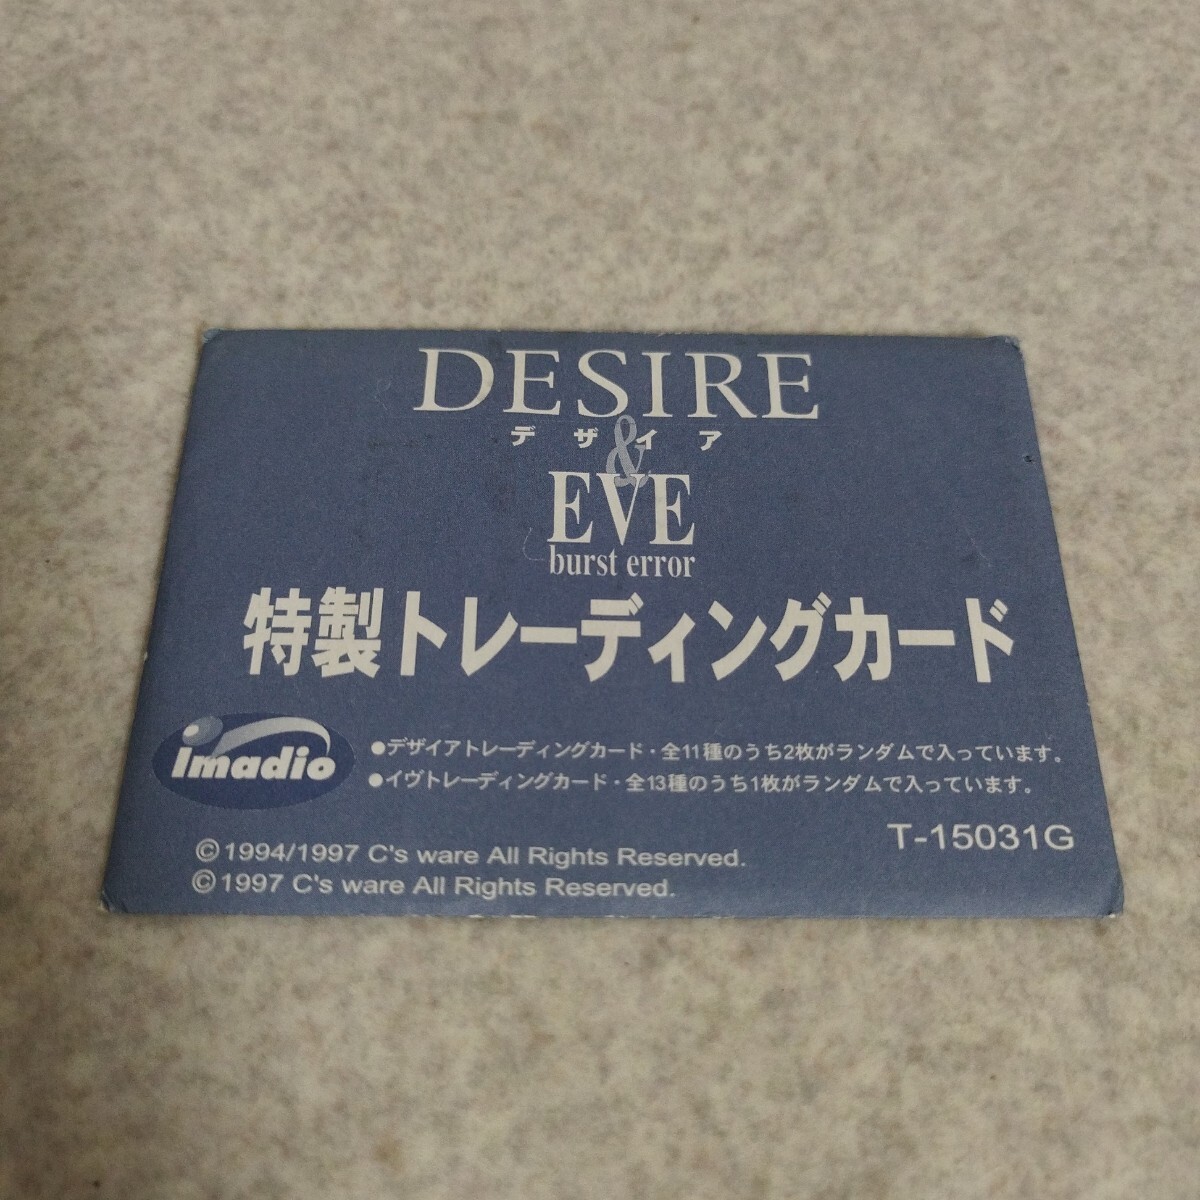 DESIRE
デザイア
&
EVE
burst error
特製トレーディングカード
Imadio
●デザイアトレーディングカード・全11種のうち2枚がランダムで入っています。
●イヴトレーディングカード・全13種のうち1枚がランダムで入っています。
T-15031G
©1994/1997 C's ware All Rights Reserved.
©1997 C's ware All Rights Reserved.